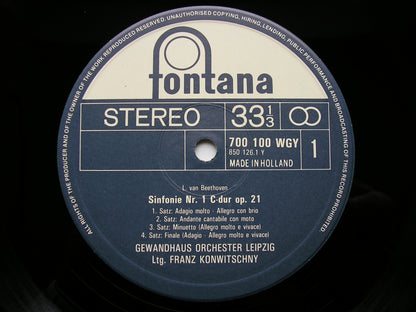 ALL RIGHTS OF THE PRODUCER AND OF THE OWNER OF THE WORK REPRODUCED RESERVED. UNAUTHORISED COPYING, HIRING, LENDING, PUBLIC PERFORMANCE AND BROADCASTING OF THIS RECORD PROHIBITED
fontana
STEREO 33 1/3
700 100 WGY 1
850 126.1 Y
MADE IN HOLLAND
L. van Beethoven
Sinfonie Nr. 1 C-dur op. 21
1. Satz: Adagio molto - Allegro con brio
2. Satz: Andante cantabile con moto
3. Satz: Minuetto (Allegro molto e vivace)
4. Satz: Finale (Adagio - Allegro molto e vivace)
GEWANDHAUS ORCHESTER LEIPZIG
Ltg. FRANZ KONWITSCHNY